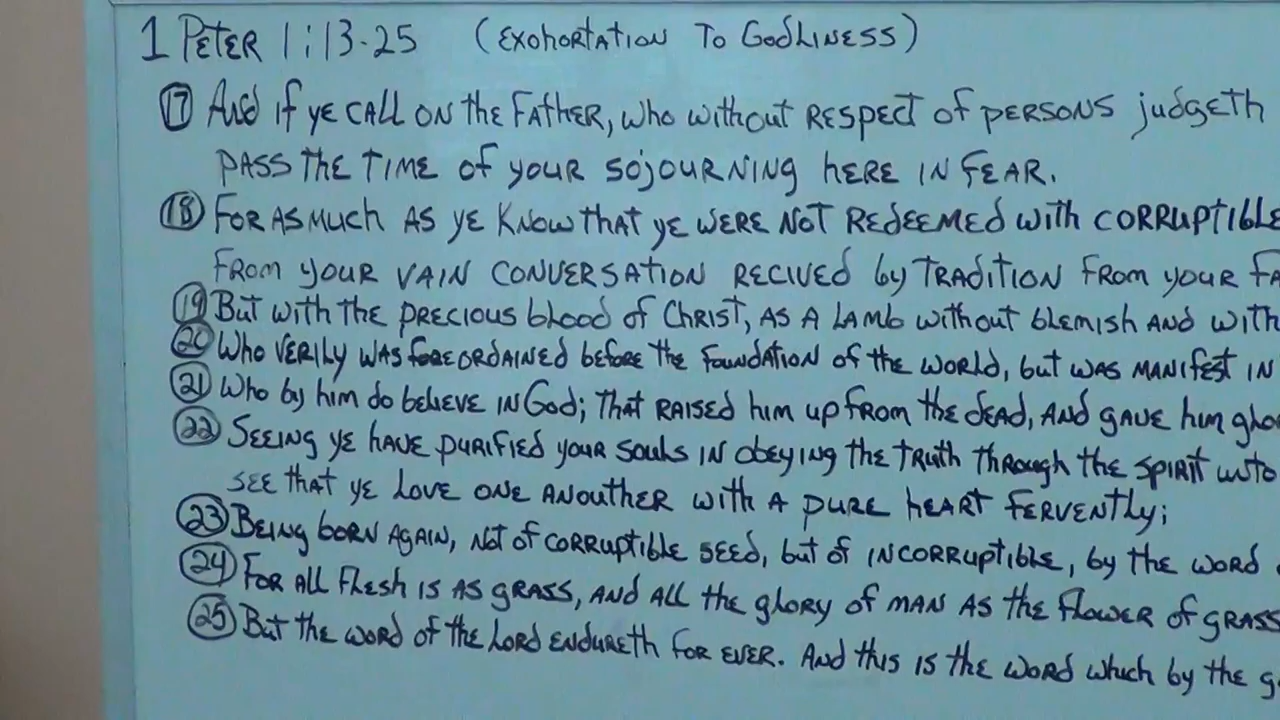 1 Peter 1:13-25 (Exohortation To Godliness)
17 And if ye call on the Father, who without respect of persons judgeth
pass the time of your sojourning here in fear.
18 For as much as ye know that ye were not redeemed with corruptible
from your vain conversation recived by tradition from your fa
19 But with the precious blood of Christ, as a lamb without blemish and with
20 Who verily was foreordained before the foundation of the world, but was manifest in
21 Who by him do believe in God; that raised him up from the dead, and gave him glo
22 Seeing ye have purified your souls in obeying the truth through the spirit unto
see that ye love one anouther with a pure heart fervently;
23 Being born again, not of corruptible seed, but of incorruptible, by the word
24 For all flesh is as grass, and all the glory of man as the flower of grass
25 But the word of the Lord endureth for ever. And this is the word which by the g